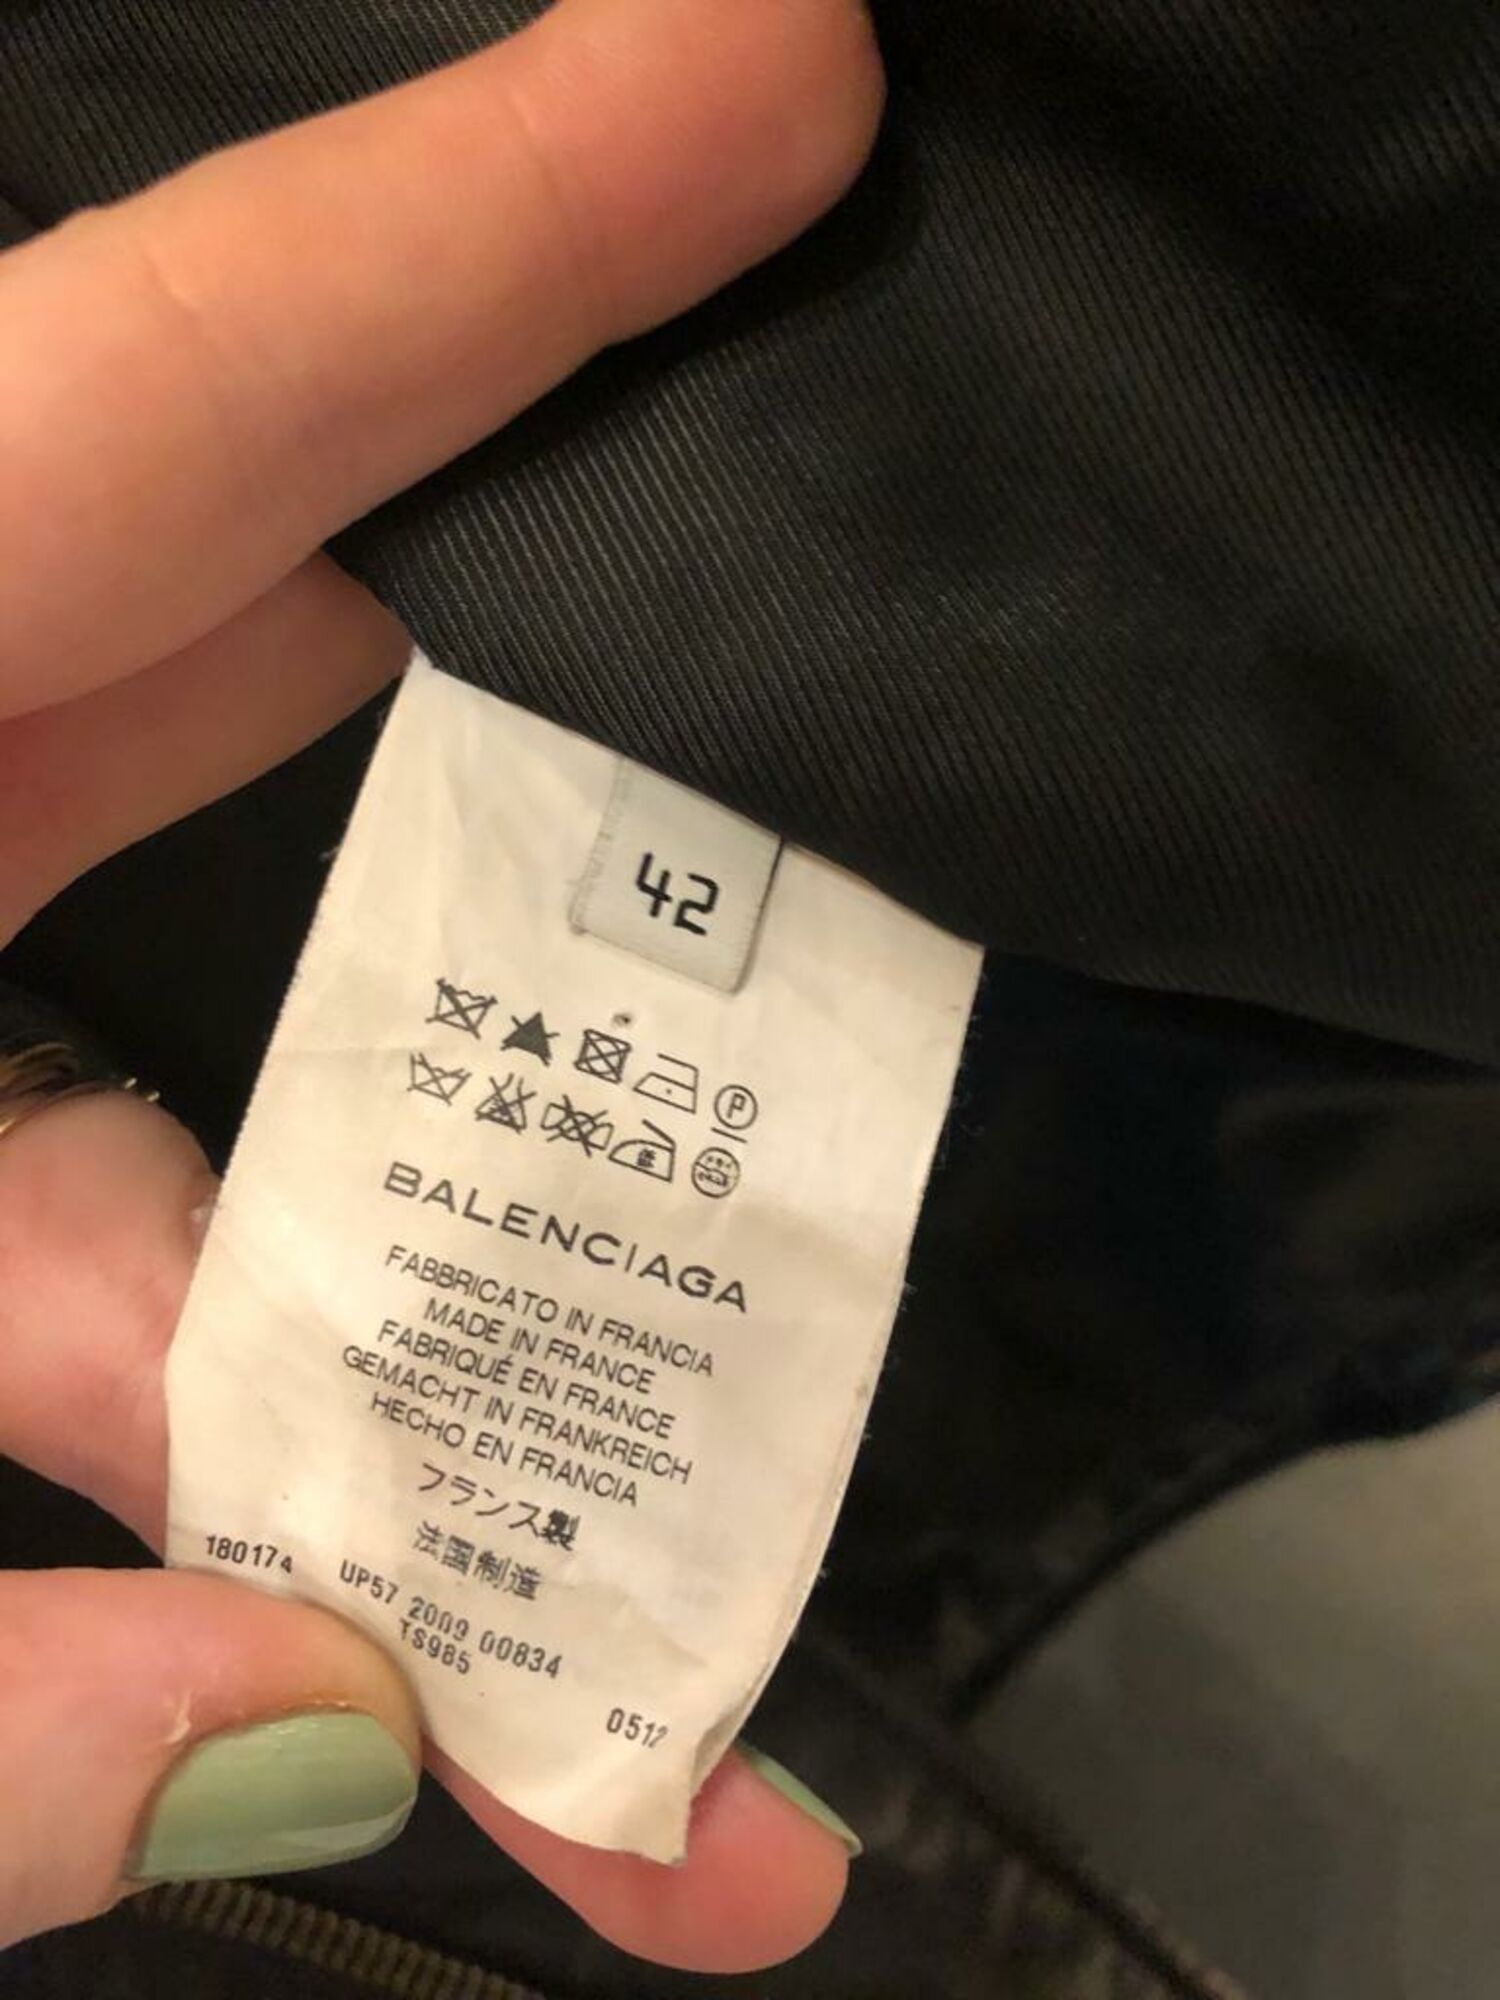 42
P
BALENCIAGA
FABBRICATO IN FRANCIA
MADE IN FRANCE
FABRIQUÉ EN FRANCE
GEMACHT IN FRANKREICH
HECHO EN FRANCIA
フランス製
法国制造
180174 UP57 2009 00834
TS985
0512